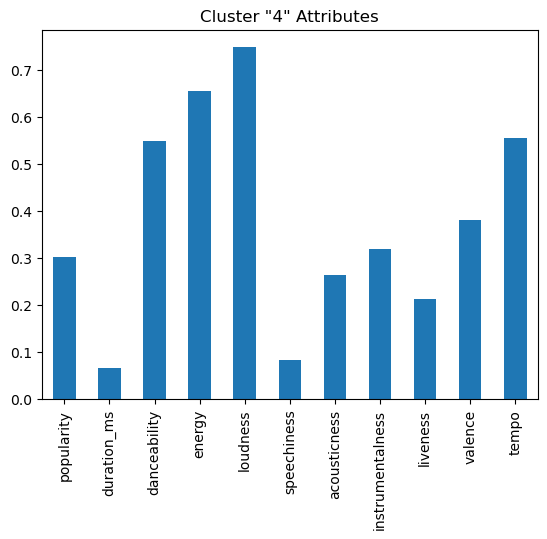 Cluster "4" Attributes
0.7
0.6
0.5
0.4
0.3
0.2
0.1
0.0
popularity
duration_ms
danceability
energy
loudness
speechiness
acousticness
instrumentalness
liveness
valence
tempo